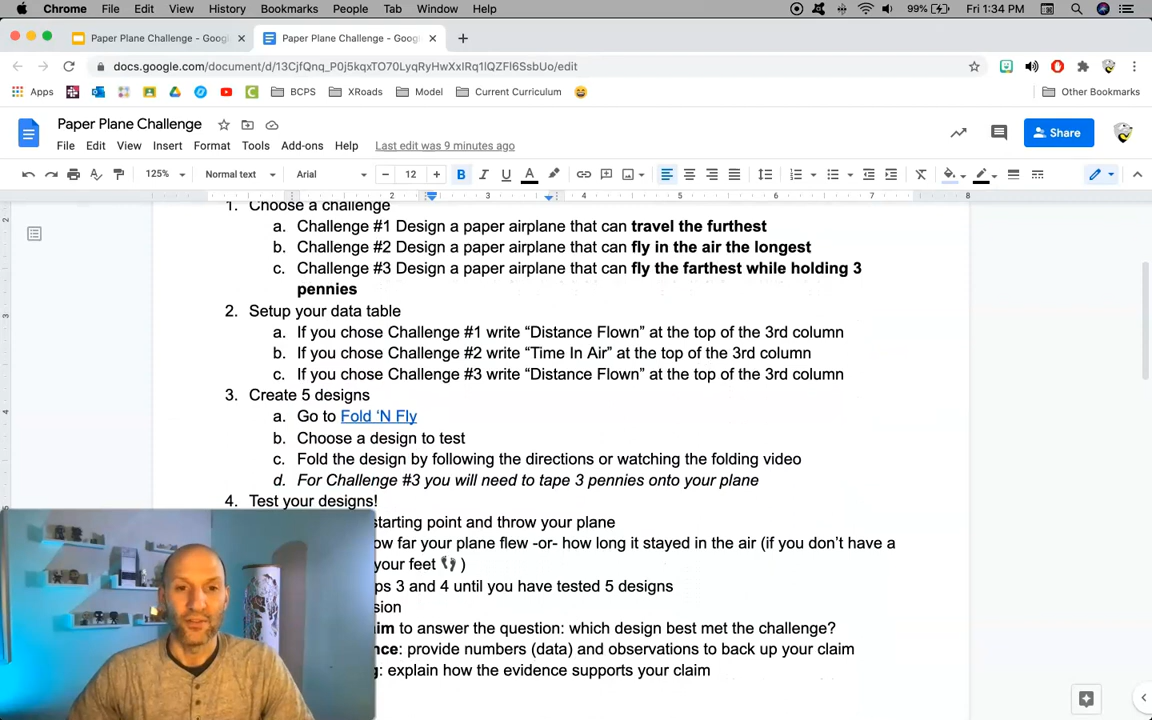 Chrome File Edit View History Bookmarks People Tab Window Help 99% Fri 1:34 PM
Paper Plane Challenge - Goog Paper Plane Challenge - Goog
docs.google.com/document/d/13CjfQnq_P0j5kqxTO70LyqRyHwXxIRq1lQZFI6SsbUo/edit
Apps BCPS XRoads Model Current Curriculum Other Bookmarks
Paper Plane Challenge
File Edit View Insert Format Tools Add-ons Help Last edit was 9 minutes ago
Share
125% Normal text Arial 12
2 3 4 5 6 7 8
1. Choose a challenge
a. Challenge #1 Design a paper airplane that can travel the furthest
b. Challenge #2 Design a paper airplane that can fly in the air the longest
c. Challenge #3 Design a paper airplane that can fly the farthest while holding 3
pennies
2. Setup your data table
a. If you chose Challenge #1 write “Distance Flown” at the top of the 3rd column
b. If you chose Challenge #2 write “Time In Air” at the top of the 3rd column
c. If you chose Challenge #3 write “Distance Flown” at the top of the 3rd column
3. Create 5 designs
a. Go to Fold ‘N Fly
b. Choose a design to test
c. Fold the design by following the directions or watching the folding video
d. For Challenge #3 you will need to tape 3 pennies onto your plane
4. Test your designs!
starting point and throw your plane
ow far your plane flew -or- how long it stayed in the air (if you don’t have a
your feet 👣)
ps 3 and 4 until you have tested 5 designs
sion
im to answer the question: which design best met the challenge?
nce: provide numbers (data) and observations to back up your claim
g: explain how the evidence supports your claim